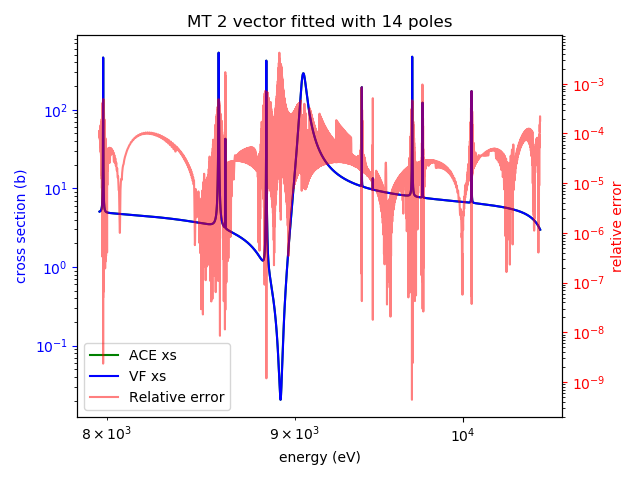 MT 2 vector fitted with 14 poles
cross section (b)
10²
10¹
10⁰
10⁻¹
10⁻³
10⁻⁴
10⁻⁵
10⁻⁶
10⁻⁷
10⁻⁸
10⁻⁹
relative error
ACE xs
VF xs
Relative error
8 × 10³
9 × 10³
10⁴
energy (eV)